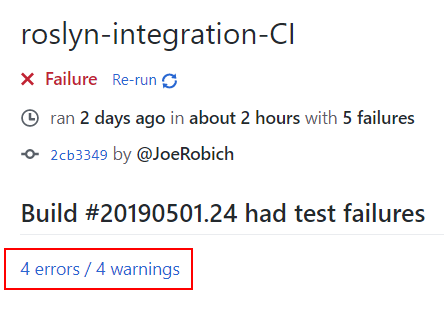 roslyn-integration-CI
Failure Re-run
ran 2 days ago in about 2 hours with 5 failures
2cb3349 by @JoeRobich
Build #20190501.24 had test failures
4 errors / 4 warnings